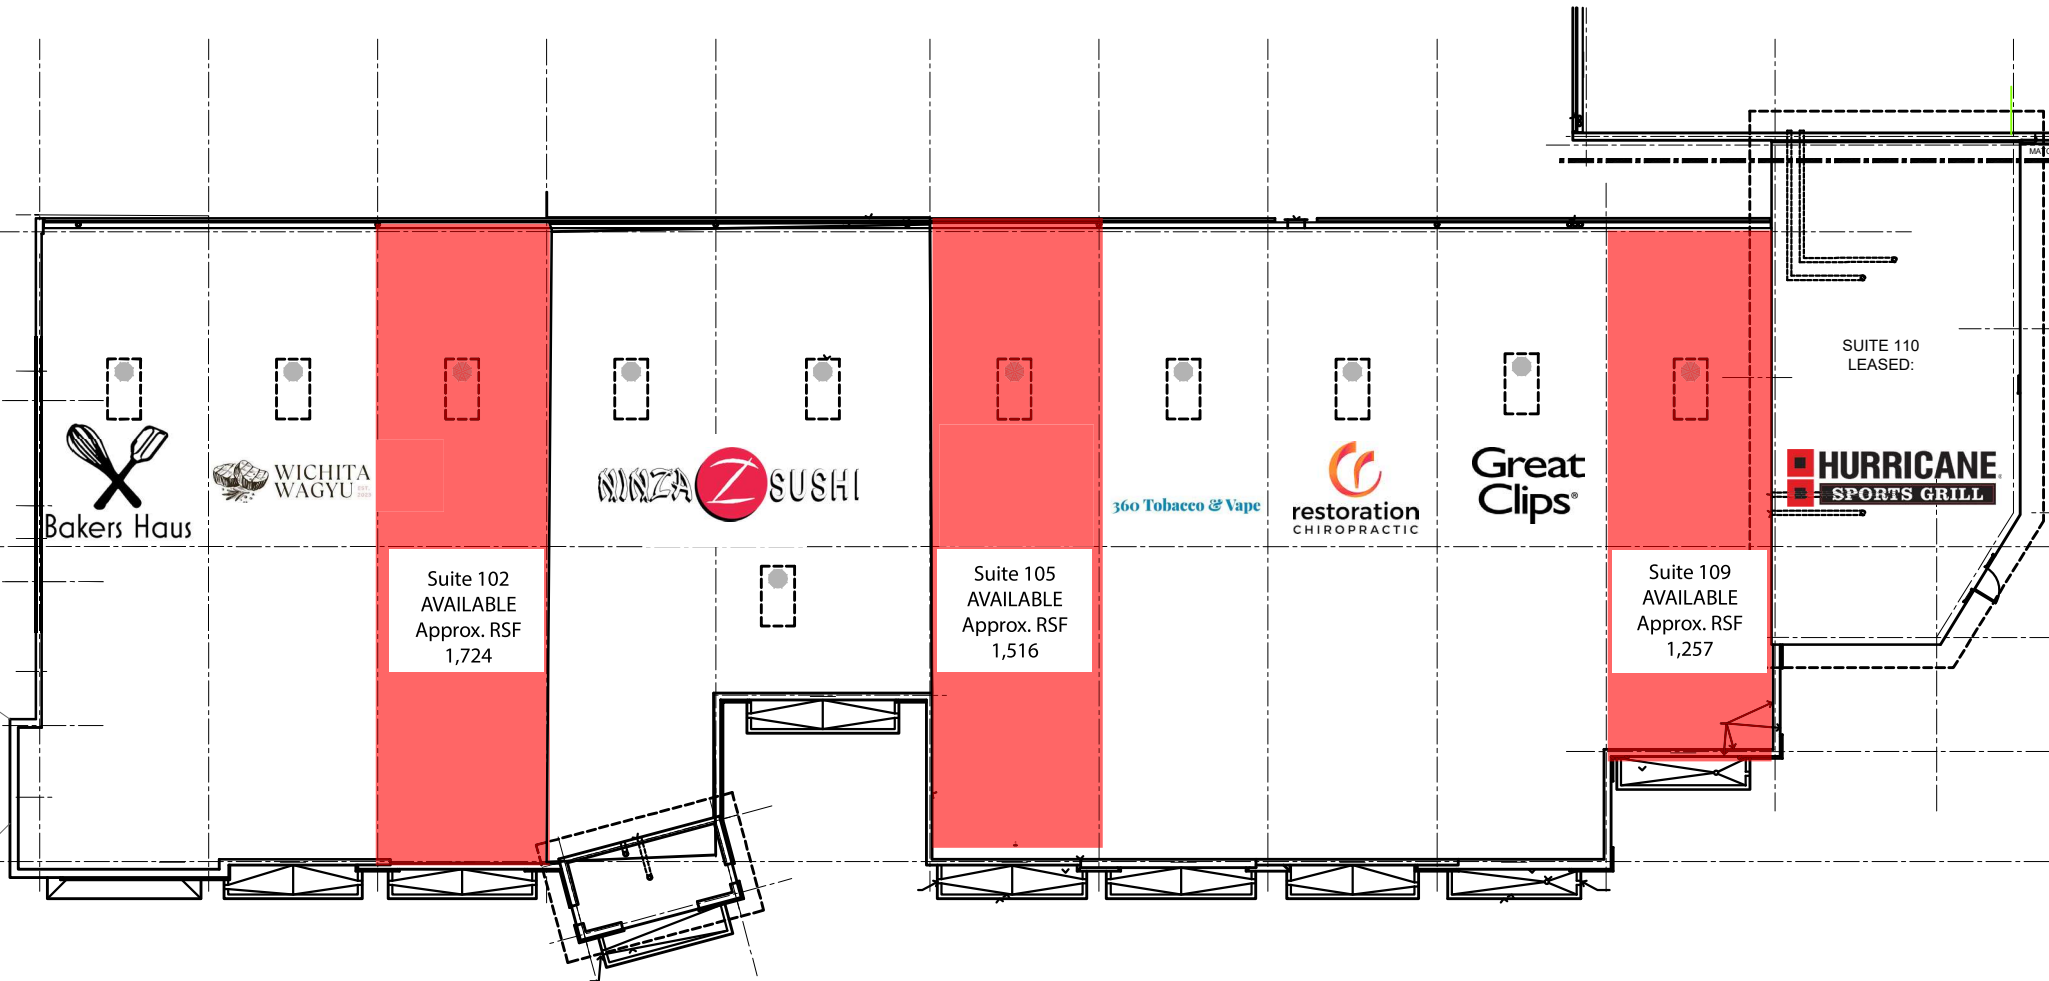 MATC
SUITE 110
LEASED:
Bakers Haus
WICHITA
WAGYU
NINZA Z SUSHI
360 Tobacco & Vape
restoration
CHIROPRACTIC
Great
Clips®
HURRICANE
SPORTS GRILL
Suite 102
AVAILABLE
Approx. RSF
1,724
Suite 105
AVAILABLE
Approx. RSF
1,516
Suite 109
AVAILABLE
Approx. RSF
1,257